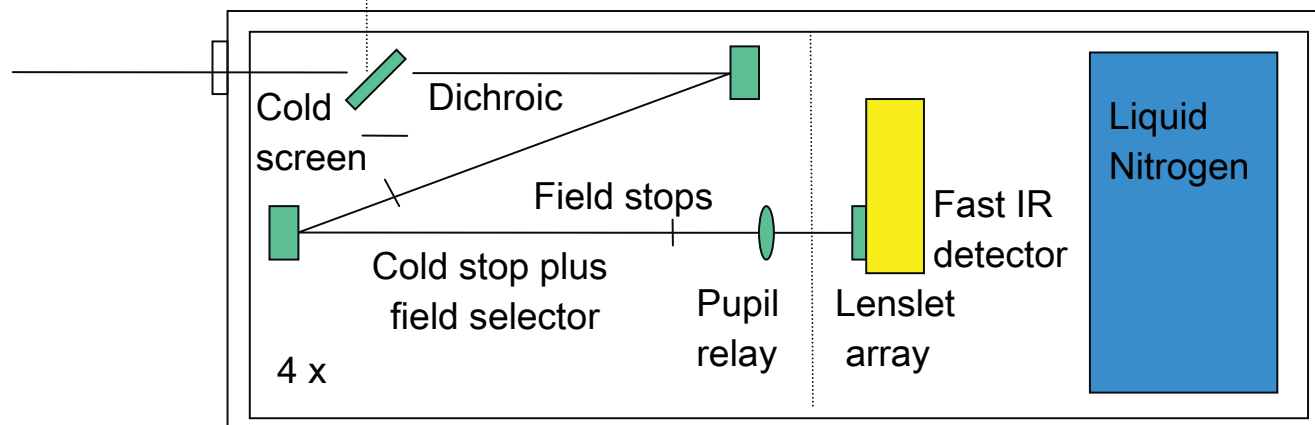 Cold
screen
Dichroic
Liquid
Nitrogen
Field stops
Fast IR
detector
Cold stop plus
field selector
Pupil
relay
Lenslet
array
4 x